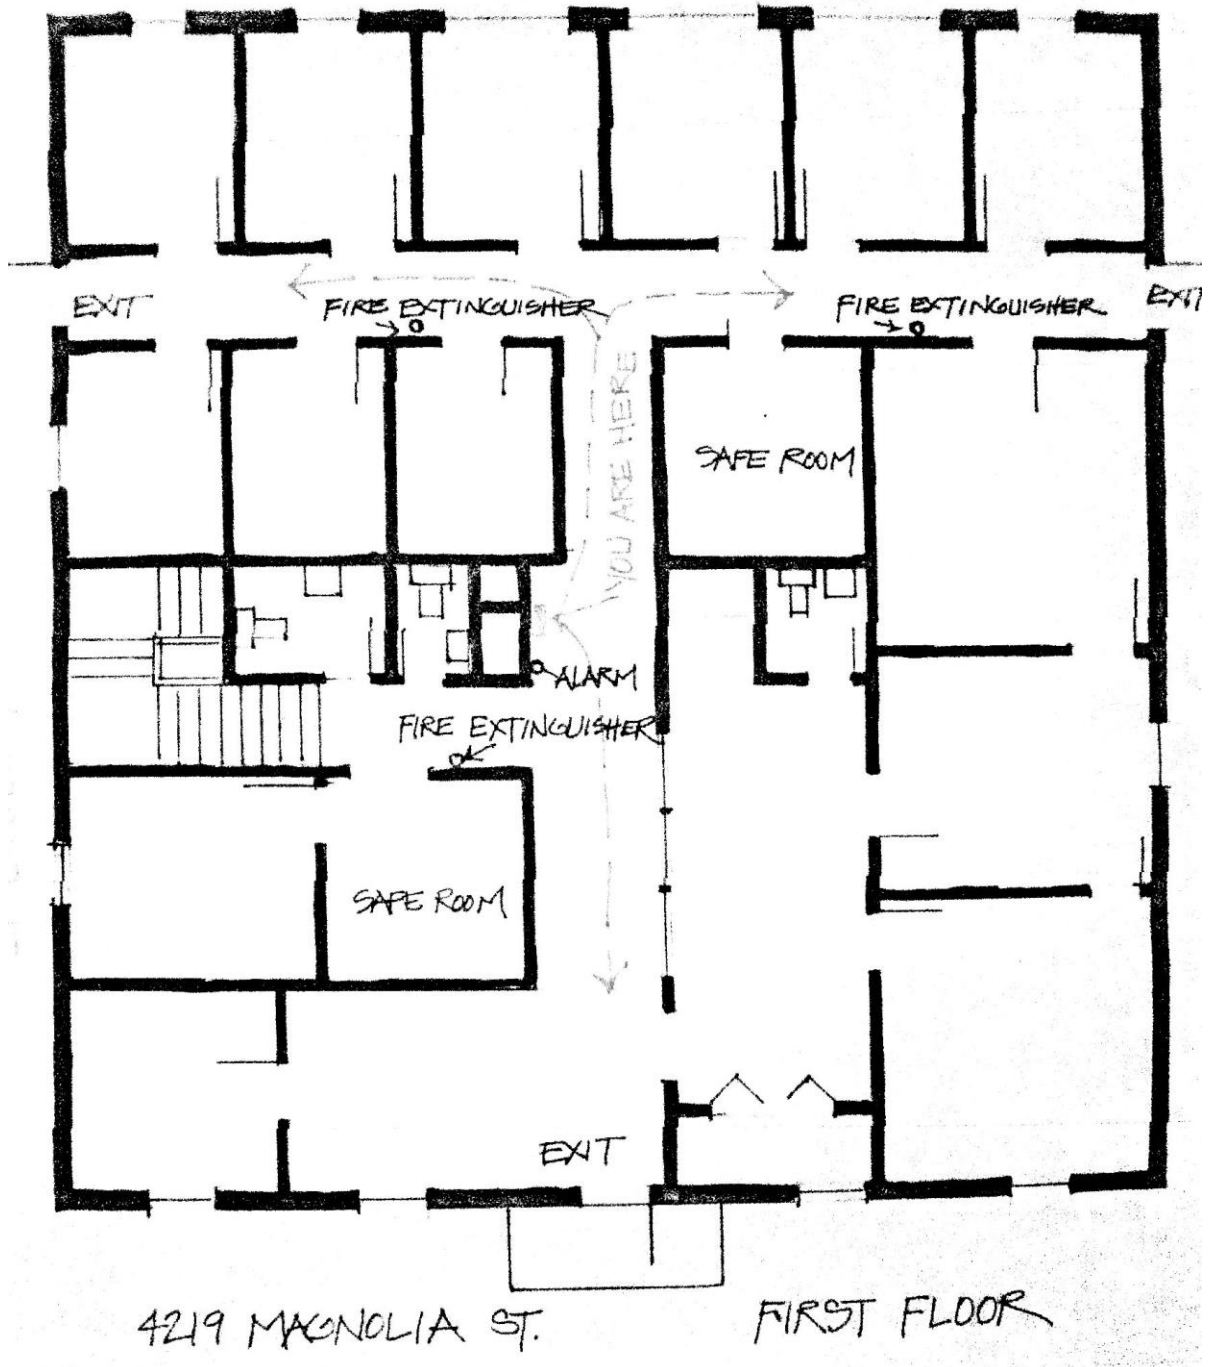 EXIT
FIRE EXTINGUISHER
FIRE EXTINGUISHER
EXIT
YOU ARE HERE
SAFE ROOM
ALARM
FIRE EXTINGUISHER
SAFE ROOM
EXIT
4219 MAGNOLIA ST.
FIRST FLOOR